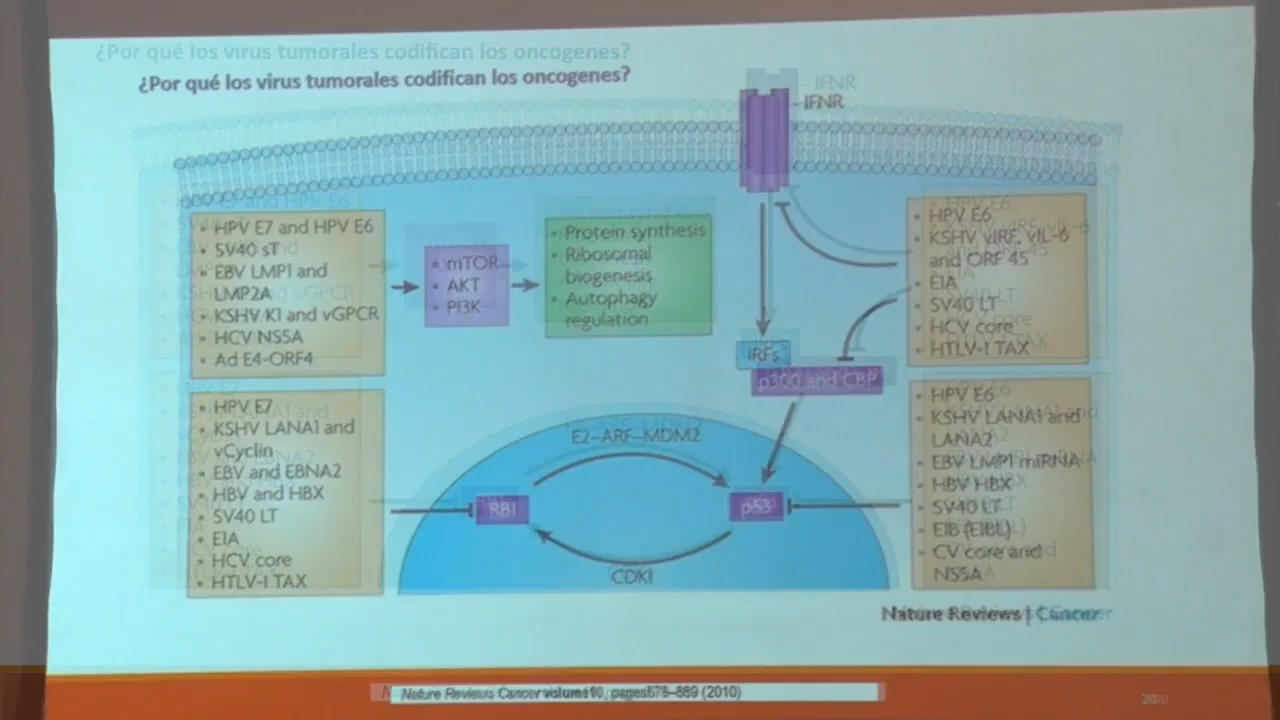 ¿Por qué los virus tumorales codifican los oncogenes?
¿Por qué los virus tumorales codifican los oncogenes?
IFNR
IFNR
• HPV E7 and HPV E6
• SV40 sT
• EBV LMP1 and
LMP2A
• KSHV K1 and vGPCR
• HCV NS5A
• Ad E4-ORF4
• mTOR
• AKT
• PI3K
• Protein synthesis
• Ribosomal
biogenesis
• Autophagy
regulation
• HPV E6
• KSHV vIRF, vIL-6
and ORF 45
• E1A
• SV40 LT
• HCV core
• HTLV-1 TAX
IRFs
p300 and CBP
• HPV E7
• KSHV LANA1 and
vCyclin
• EBV and EBNA2
• HBV and HBX
• SV40 LT
• E1A
• HCV core
• HTLV-1 TAX
E2–ARF–MDM2
RB1
p53
CDKI
• HPV E6
• KSHV LANA1 and
LANA2
• EBV LMP1 miRNA
• HBV HBX
• SV40 LT
• E1B (E1BL)
• CV core and
NS5A
Nature Reviews | Cancer
Nature Reviews Cancer volume 10, pages 878–889 (2010)